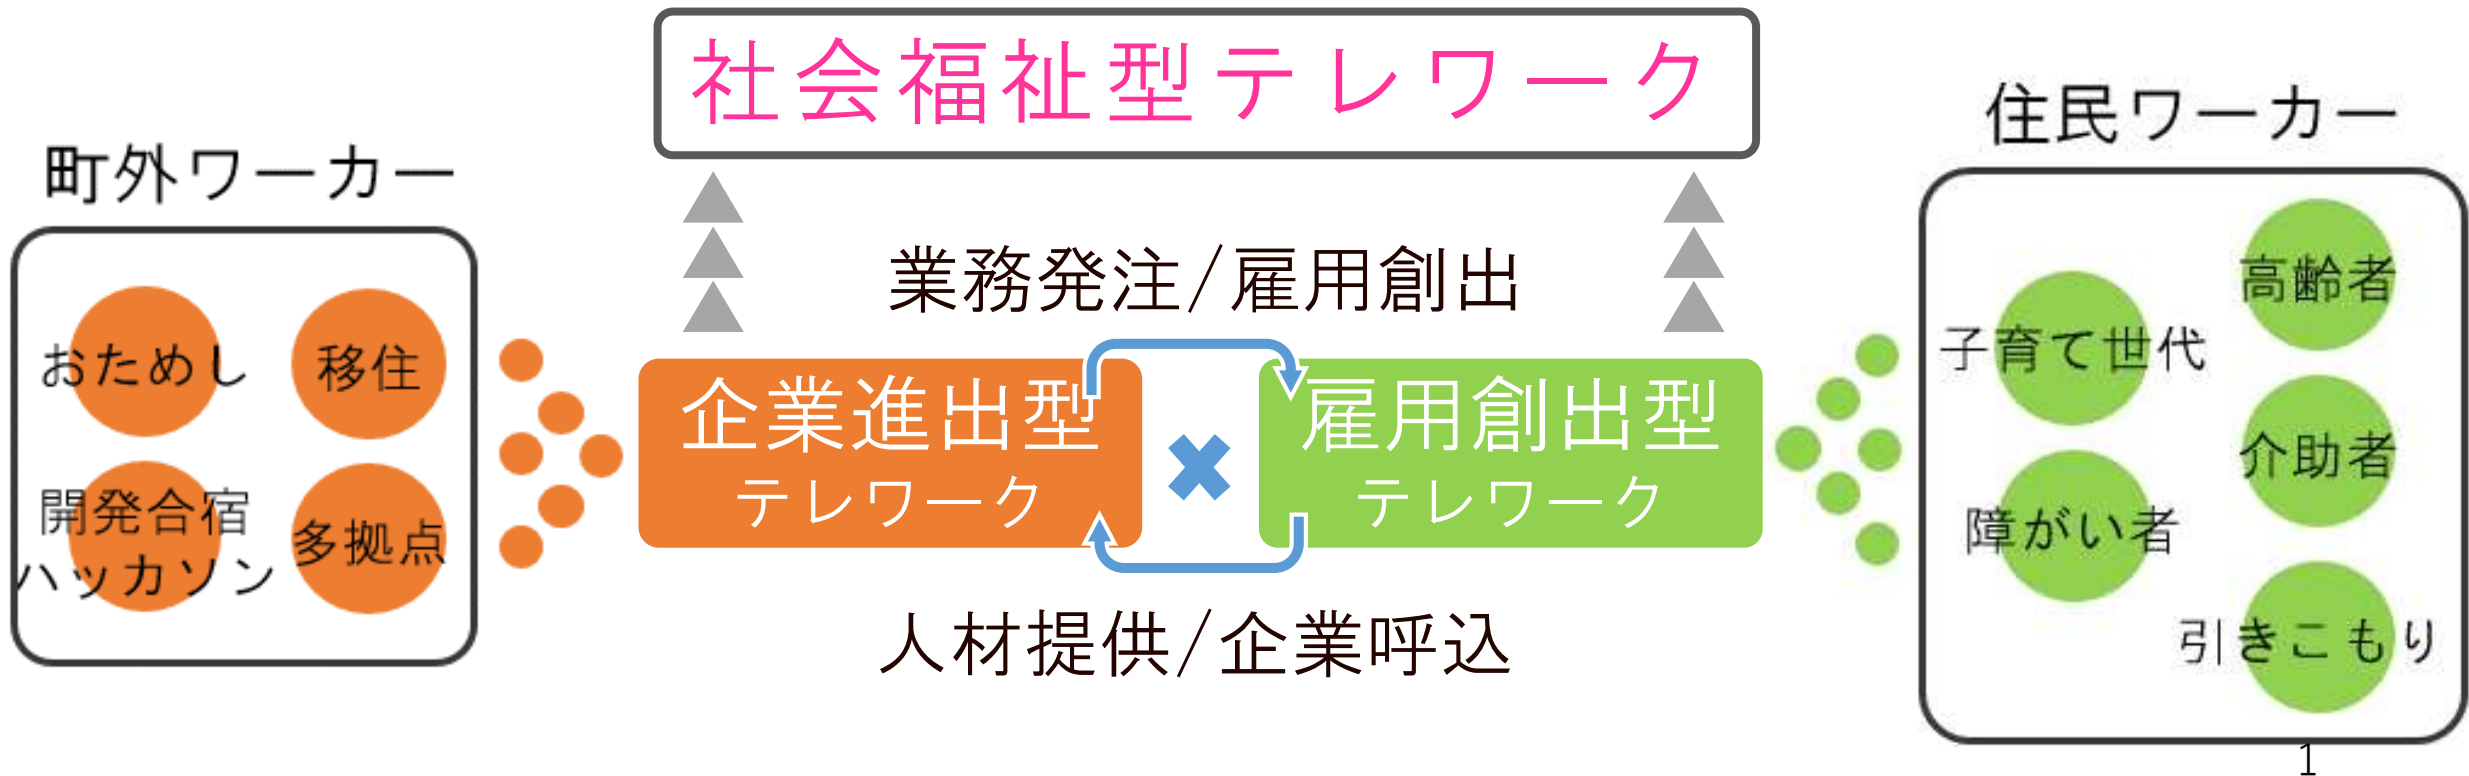 社会福祉型テレワーク
町外ワーカー
おためし
移住
開発合宿
ハッカソン
多拠点
業務発注/雇用創出
企業進出型
テレワーク
雇用創出型
テレワーク
人材提供/企業呼込
住民ワーカー
高齢者
子育て世代
介助者
障がい者
引きこもり
1